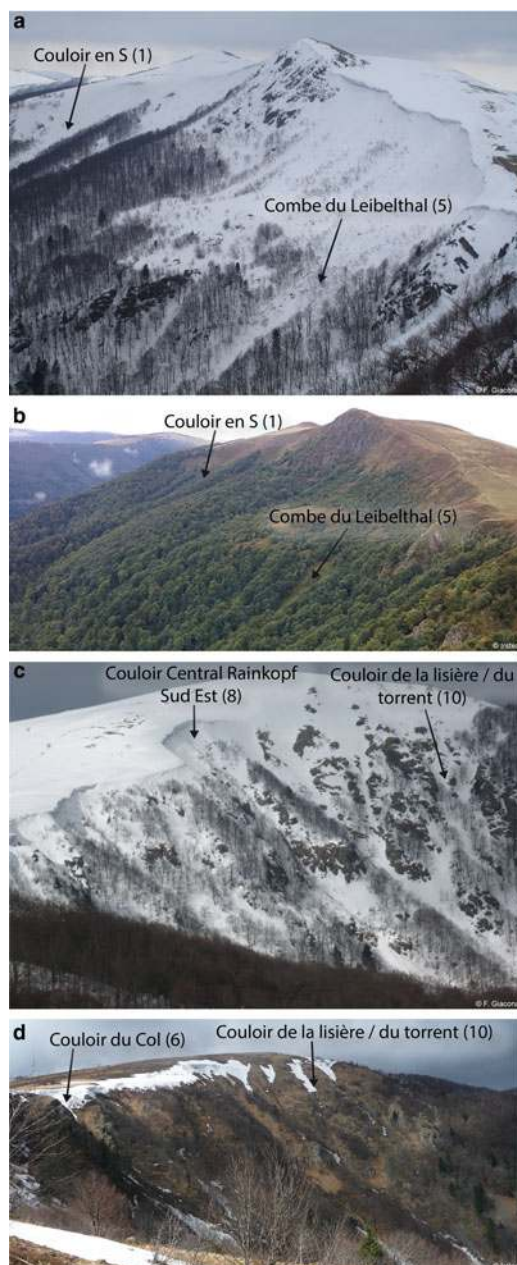 a
Couloir en S (1)
Combe du Leibelthal (5)
b
Couloir en S (1)
Combe du Leibelthal (5)
c
Couloir Central Rainkopf
Sud Est (8)
Couloir de la lisière / du
torrent (10)
© F. Giacona
d
Couloir du Col (6)
Couloir de la lisière / du torrent (10)